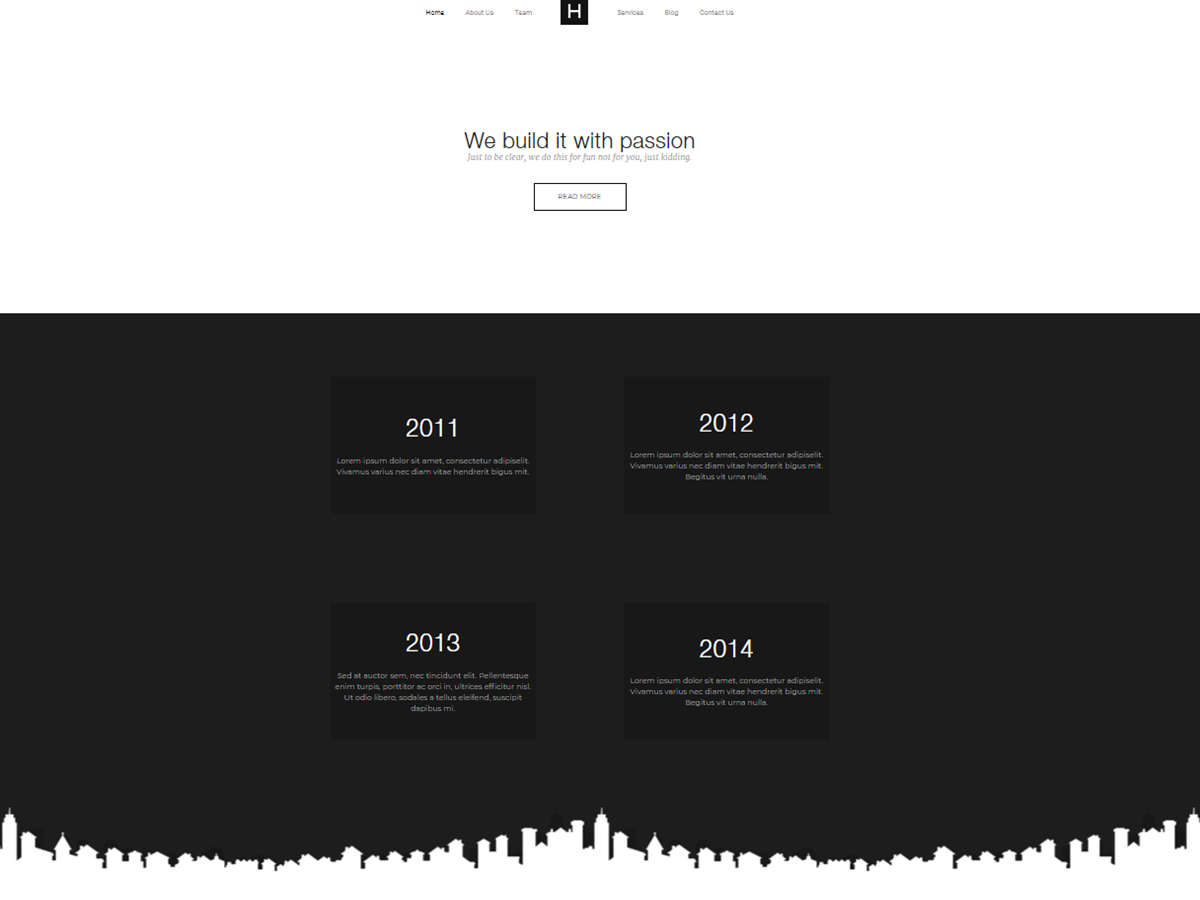 Home About Us Team H Services Blog Contact Us
We build it with passion
Just to be clear, we do this for fun not for you, just kidding.
READ MORE
2011
Lorem ipsum dolor sit amet, consectetur adipiselit.
Vivamus varius nec diam vitae hendrerit bigus mit.
2012
Lorem ipsum dolor sit amet, consectetur adipiselit.
Vivamus varius nec diam vitae hendrerit bigus mit.
Begitus vit urna nulla.
2013
Sed at auctor sem, nec tincidunt elit. Pellentesque
enim turpis, porttitor ac orci in, ultrices efficitur nisl.
Ut odio libero, sodales a tellus eleifend, suscipit
dapibus mi.
2014
Lorem ipsum dolor sit amet, consectetur adipiselit.
Vivamus varius nec diam vitae hendrerit bigus mit.
Begitus vit urna nulla.